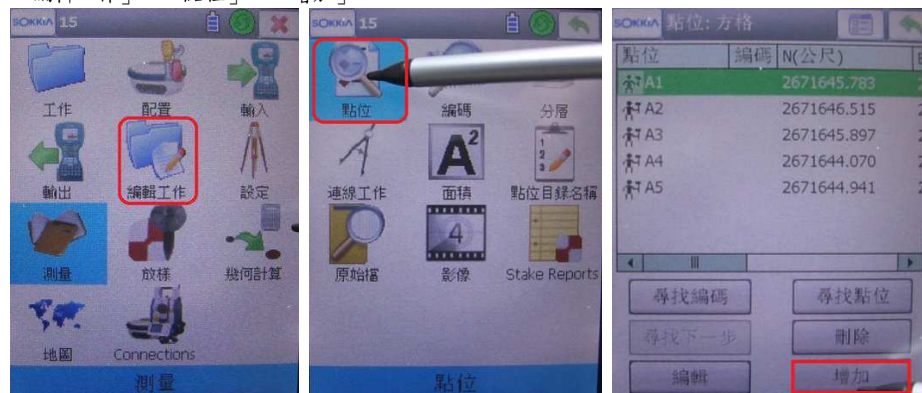 SOKKIA 15
工作 配置 輸入
輸出 編輯工作 設定
測量 放樣 幾何計算
地圖 Connections
測量
SOKKIA 15
點位 編碼 分層
連線工作 面積 點位目錄名稱
原始檔 影像 Stake Reports
點位
SOKKIA 點位: 方格
點位 編碼 N(公尺)
A1 2671645.783
A2 2671646.515
A3 2671645.897
A4 2671644.070
A5 2671644.941
尋找編碼 尋找點位
尋找下一步 刪除
編輯 增加